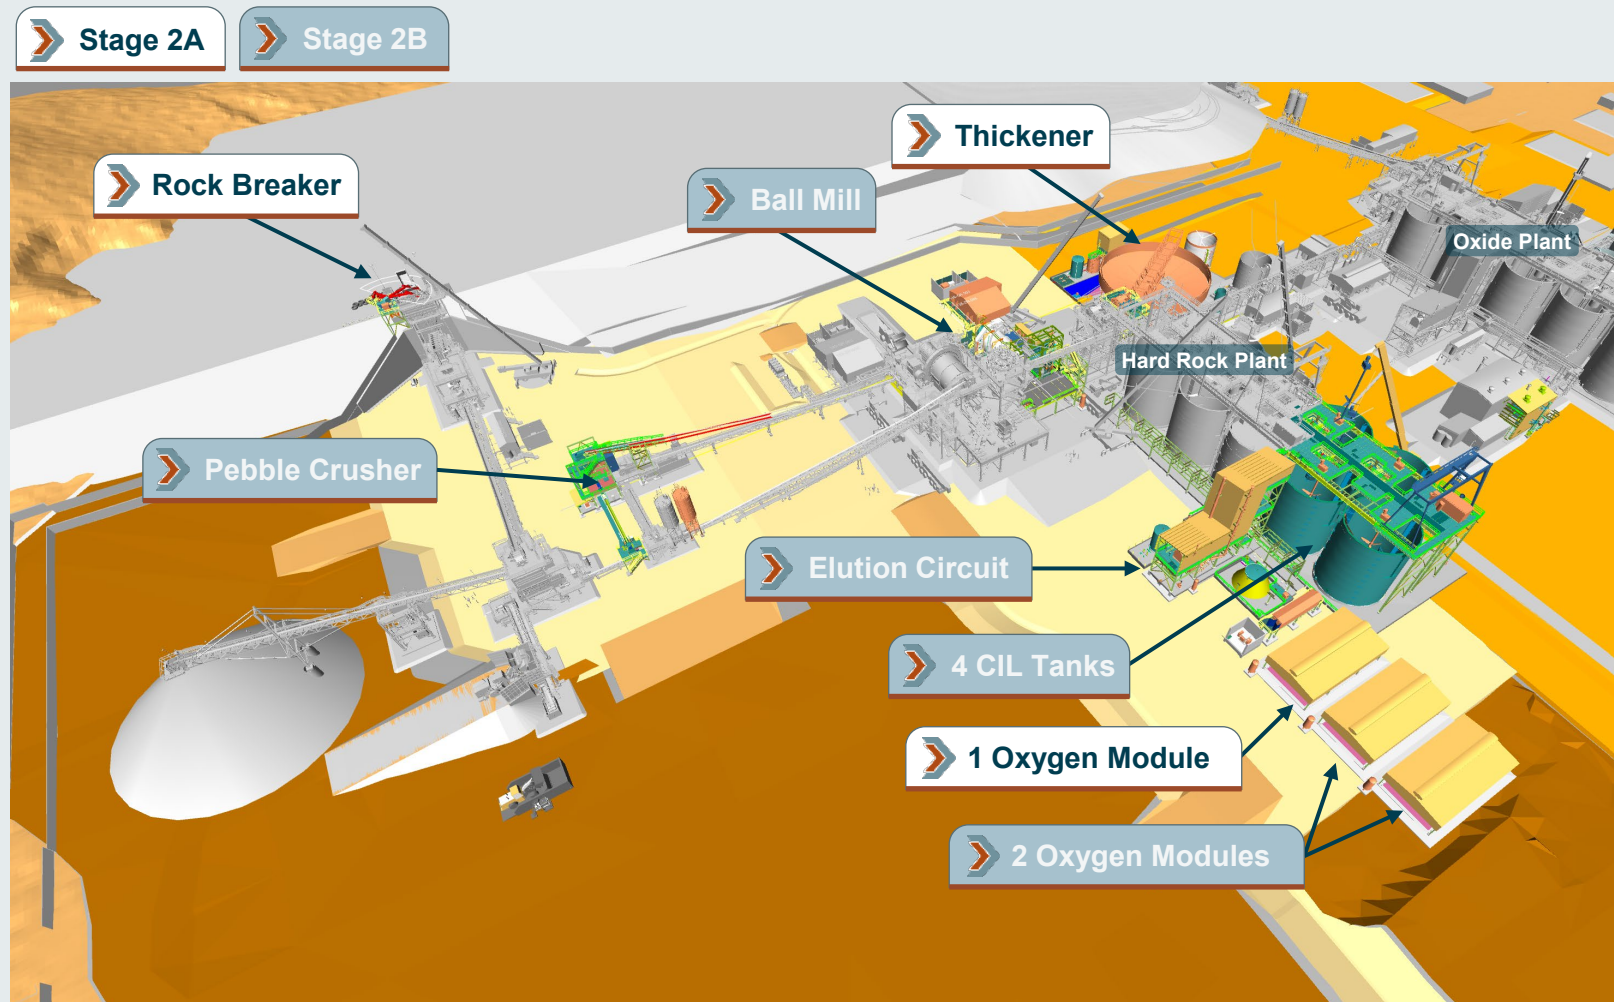 Stage 2A
Stage 2B
Thickener
Rock Breaker
Ball Mill
Oxide Plant
Hard Rock Plant
Pebble Crusher
Elution Circuit
4 CIL Tanks
1 Oxygen Module
2 Oxygen Modules